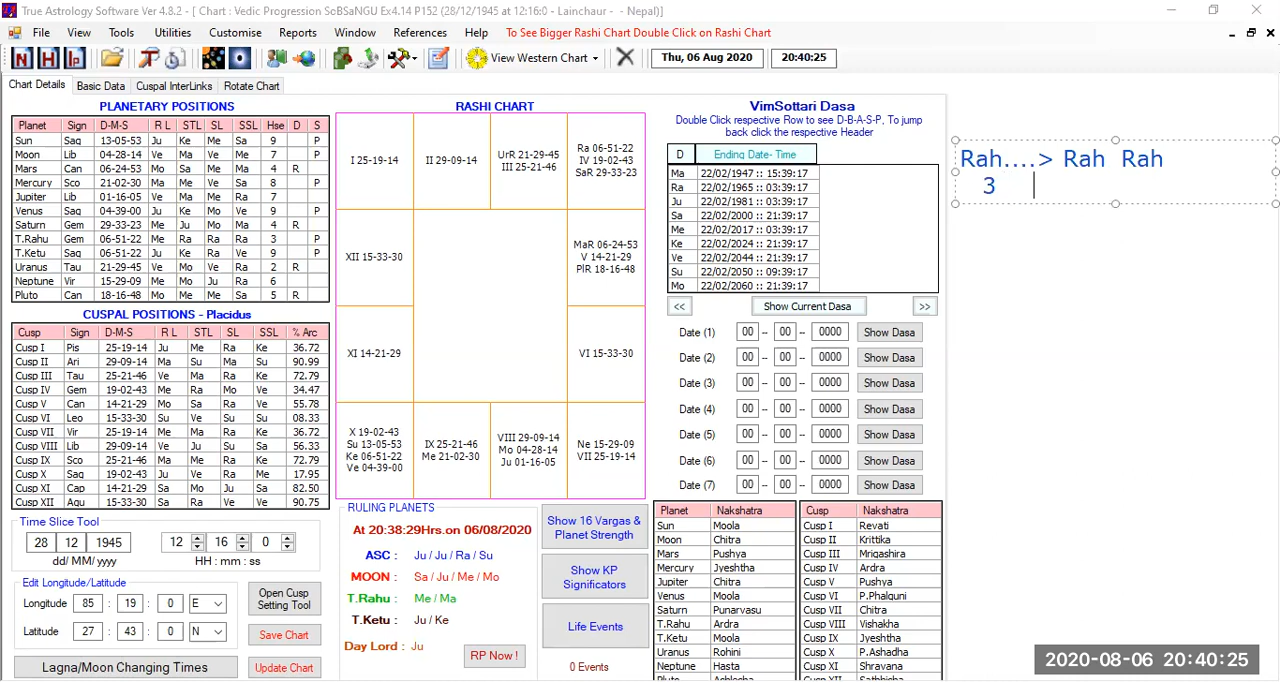 True Astrology Software Ver 4.8.2 - [ Chart : Vedic Progression SoBSaNGU Ex4.14 P152 (28/12/1945 at 12:16:0 - Lainchaur - - Nepal)]
File View Tools Utilities Customise Reports Window References Help To See Bigger Rashi Chart Double Click on Rashi Chart
N H Ip View Western Chart Thu, 06 Aug 2020 20:40:25
Chart Details Basic Data Cuspal InterLinks Rotate Chart
PLANETARY POSITIONS
Planet Sign D-M-S R L STL SL SSL Hse D S
Sun Sag 13-05-53 Ju Ke Me Sa 9 P
Moon Lib 04-28-14 Ve Ma Ve Me 7 P
Mars Can 06-24-53 Mo Sa Me Ma 4 R
Mercury Sco 21-02-30 Ma Me Ve Sa 8 P
Jupiter Lib 01-16-05 Ve Ma Me Ra 7
Venus Sag 04-39-00 Ju Ke Mo Ve 9 P
Saturn Gem 29-33-23 Me Ju Mo Sa 4 R
T.Rahu Gem 06-51-22 Me Ra Ra Ra 3 P
T.Ketu Sag 06-51-22 Ju Ke Ra Ve 9 P
Uranus Tau 21-29-45 Ve Mo Ve Ra 2 R
Neptune Vir 15-29-09 Me Mo Ju Ra 6
Pluto Can 18-16-48 Mo Me Me Sa 5 R
CUSPAL POSITIONS - Placidus
Cusp Sign D-M-S R L STL SL SSL % Arc
Cusp I Pis 25-19-14 Ju Me Ra Ke 36.72
Cusp II Ari 29-09-14 Ma Su Ma Su 90.99
Cusp III Tau 25-21-46 Ve Ma Ra Ve 72.79
Cusp IV Gem 19-02-43 Me Ra Mo Ve 34.47
Cusp V Can 14-21-29 Mo Sa Ra Ve 55.78
Cusp VI Leo 15-33-30 Su Ve Su Su 08.33
Cusp VII Vir 25-19-14 Me Ma Ra Ke 36.72
Cusp VIII Lib 29-09-14 Ve Ju Su Sa 56.33
Cusp IX Sco 25-21-46 Ma Me Ra Ke 72.79
Cusp X Sag 19-02-43 Ju Ve Ra Me 17.95
Cusp XI Cap 14-21-29 Sa Mo Ju Sa 82.50
Cusp XII Aqu 15-33-30 Sa Ra Ve Ve 90.75
Time Slice Tool
28 12 1945 12 16 0
dd/ MM/ yyyy HH : mm : ss
Edit Longitude/Latitude
Longitude 85 : 19 : 0 E
Latitude 27 : 43 : 0 N
Open Cusp
Setting Tool
Save Chart
Lagna/Moon Changing Times Update Chart
RASHI CHART
I 25-19-14
II 29-09-14
UrR 21-29-45
III 25-21-46
Ra 06-51-22
IV 19-02-43
SaR 29-33-23
XII 15-33-30
MaR 06-24-53
V 14-21-29
PlR 18-16-48
XI 14-21-29
VI 15-33-30
X 19-02-43
Su 13-05-53
Ke 06-51-22
Ve 04-39-00
IX 25-21-46
Me 21-02-30
VIII 29-09-14
Mo 04-28-14
Ju 01-16-05
Ne 15-29-09
VII 25-19-14
RULING PLANETS
At 20:38:29Hrs.on 06/08/2020
ASC : Ju / Ju / Ra / Su
MOON : Sa / Ju / Me / Mo
T.Rahu : Me / Ma
T.Ketu : Ju / Ke
Day Lord : Ju
RP Now !
Show 16 Vargas &
Planet Strength
Show KP
Significators
Life Events
0 Events
VimSottari Dasa
Double Click respective Row to see D-B-A-S-P, To jump
back click the respective Header
D Ending Date- Time
Ma 22/02/1947 :: 15:39:17
Ra 22/02/1965 :: 03:39:17
Ju 22/02/1981 :: 03:39:17
Sa 22/02/2000 :: 21:39:17
Me 22/02/2017 :: 03:39:17
Ke 22/02/2024 :: 21:39:17
Ve 22/02/2044 :: 21:39:17
Su 22/02/2050 :: 09:39:17
Mo 22/02/2060 :: 21:39:17
<< Show Current Dasa >>
Date (1) 00 -- 00 -- 0000 Show Dasa
Date (2) 00 -- 00 -- 0000 Show Dasa
Date (3) 00 -- 00 -- 0000 Show Dasa
Date (4) 00 -- 00 -- 0000 Show Dasa
Date (5) 00 -- 00 -- 0000 Show Dasa
Date (6) 00 -- 00 -- 0000 Show Dasa
Date (7) 00 -- 00 -- 0000 Show Dasa
Planet Nakshatra
Sun Moola
Moon Chitra
Mars Pushya
Mercury Jyeshtha
Jupiter Chitra
Venus Moola
Saturn Punarvasu
T.Rahu Ardra
T.Ketu Moola
Uranus Rohini
Neptune Hasta
Cusp Nakshatra
Cusp I Revati
Cusp II Krittika
Cusp III Mrigashira
Cusp IV Ardra
Cusp V Pushya
Cusp VI P.Phalguni
Cusp VII Chitra
Cusp VIII Vishakha
Cusp IX Jyeshtha
Cusp X P.Ashadha
Cusp XI Shravana
Rah....> Rah Rah
3
2020-08-06 20:40:25